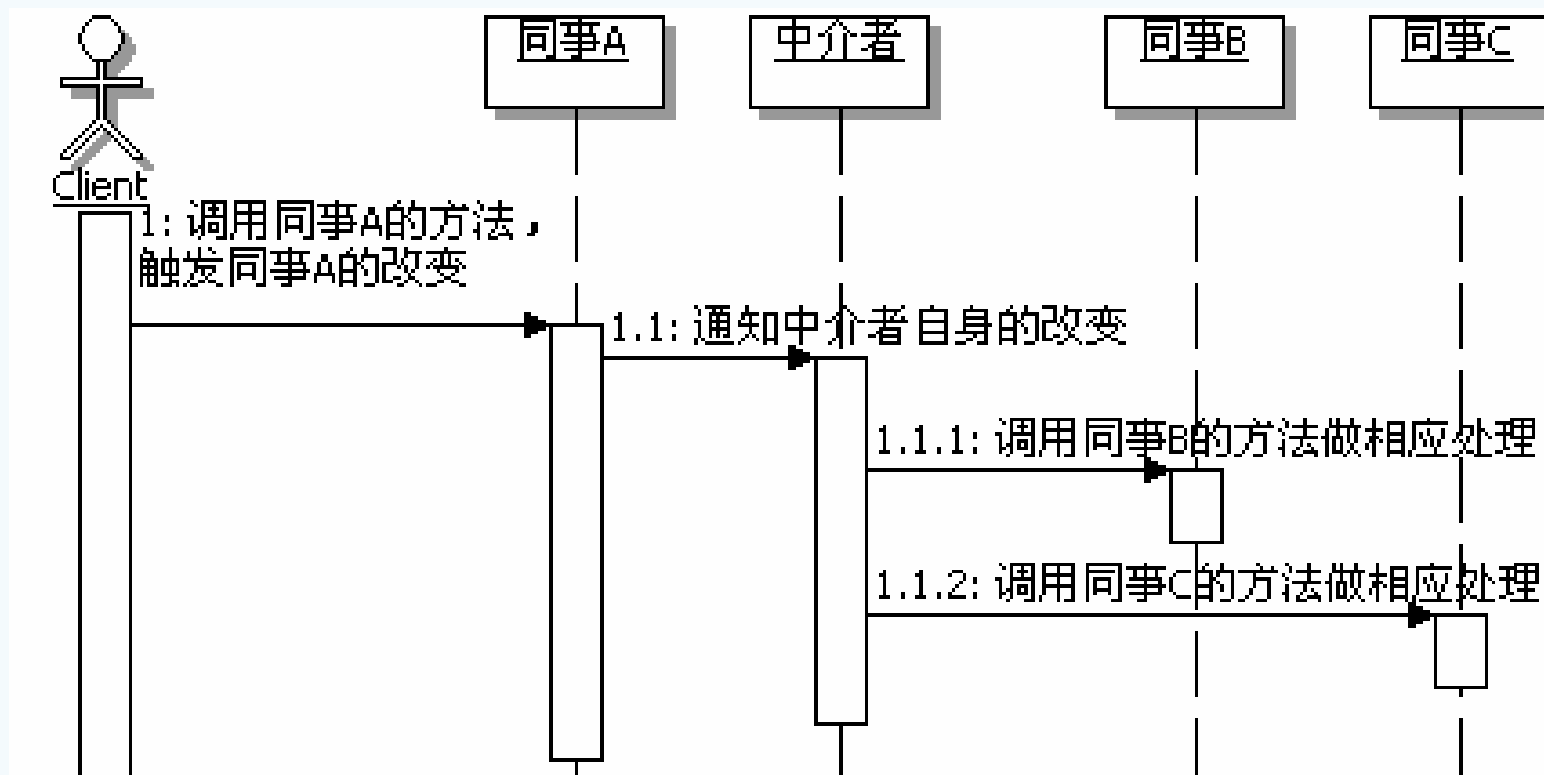 同事A
中介者
同事B
同事C
Client
1: 调用同事A的方法，
触发同事A的改变
1.1: 通知中介者自身的改变
1.1.1: 调用同事B的方法做相应处理
1.1.2: 调用同事C的方法做相应处理